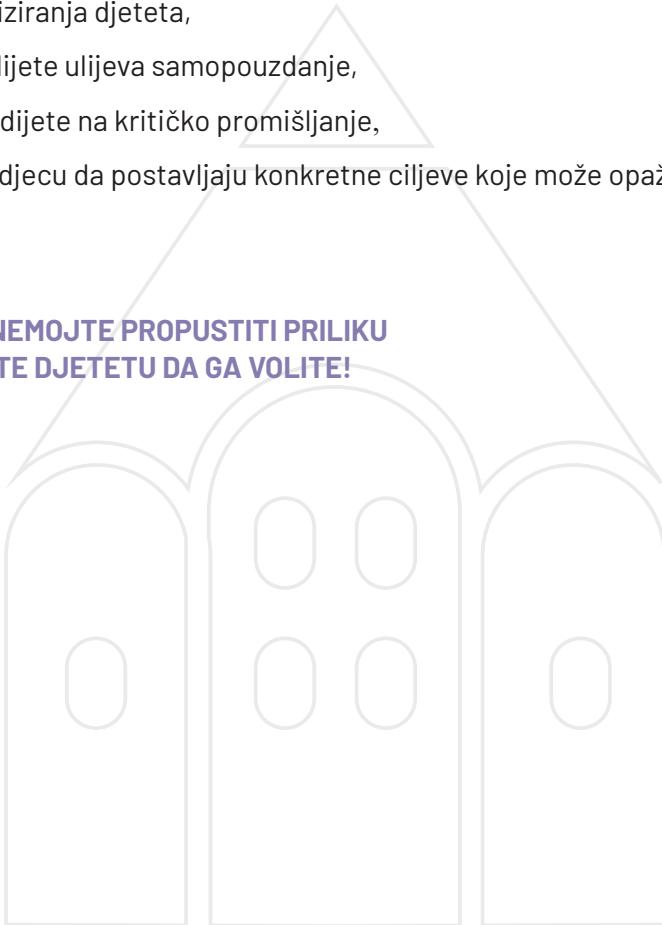 iziranja djeteta,
lijete ulijeva samopouzdanje,
dijete na kritičko promišljanje,
djecu da postavljaju konkretne ciljeve koje može opaž
NEMOJTE PROPUSTITI PRILIKU
TE DJETETU DA GA VOLITE!